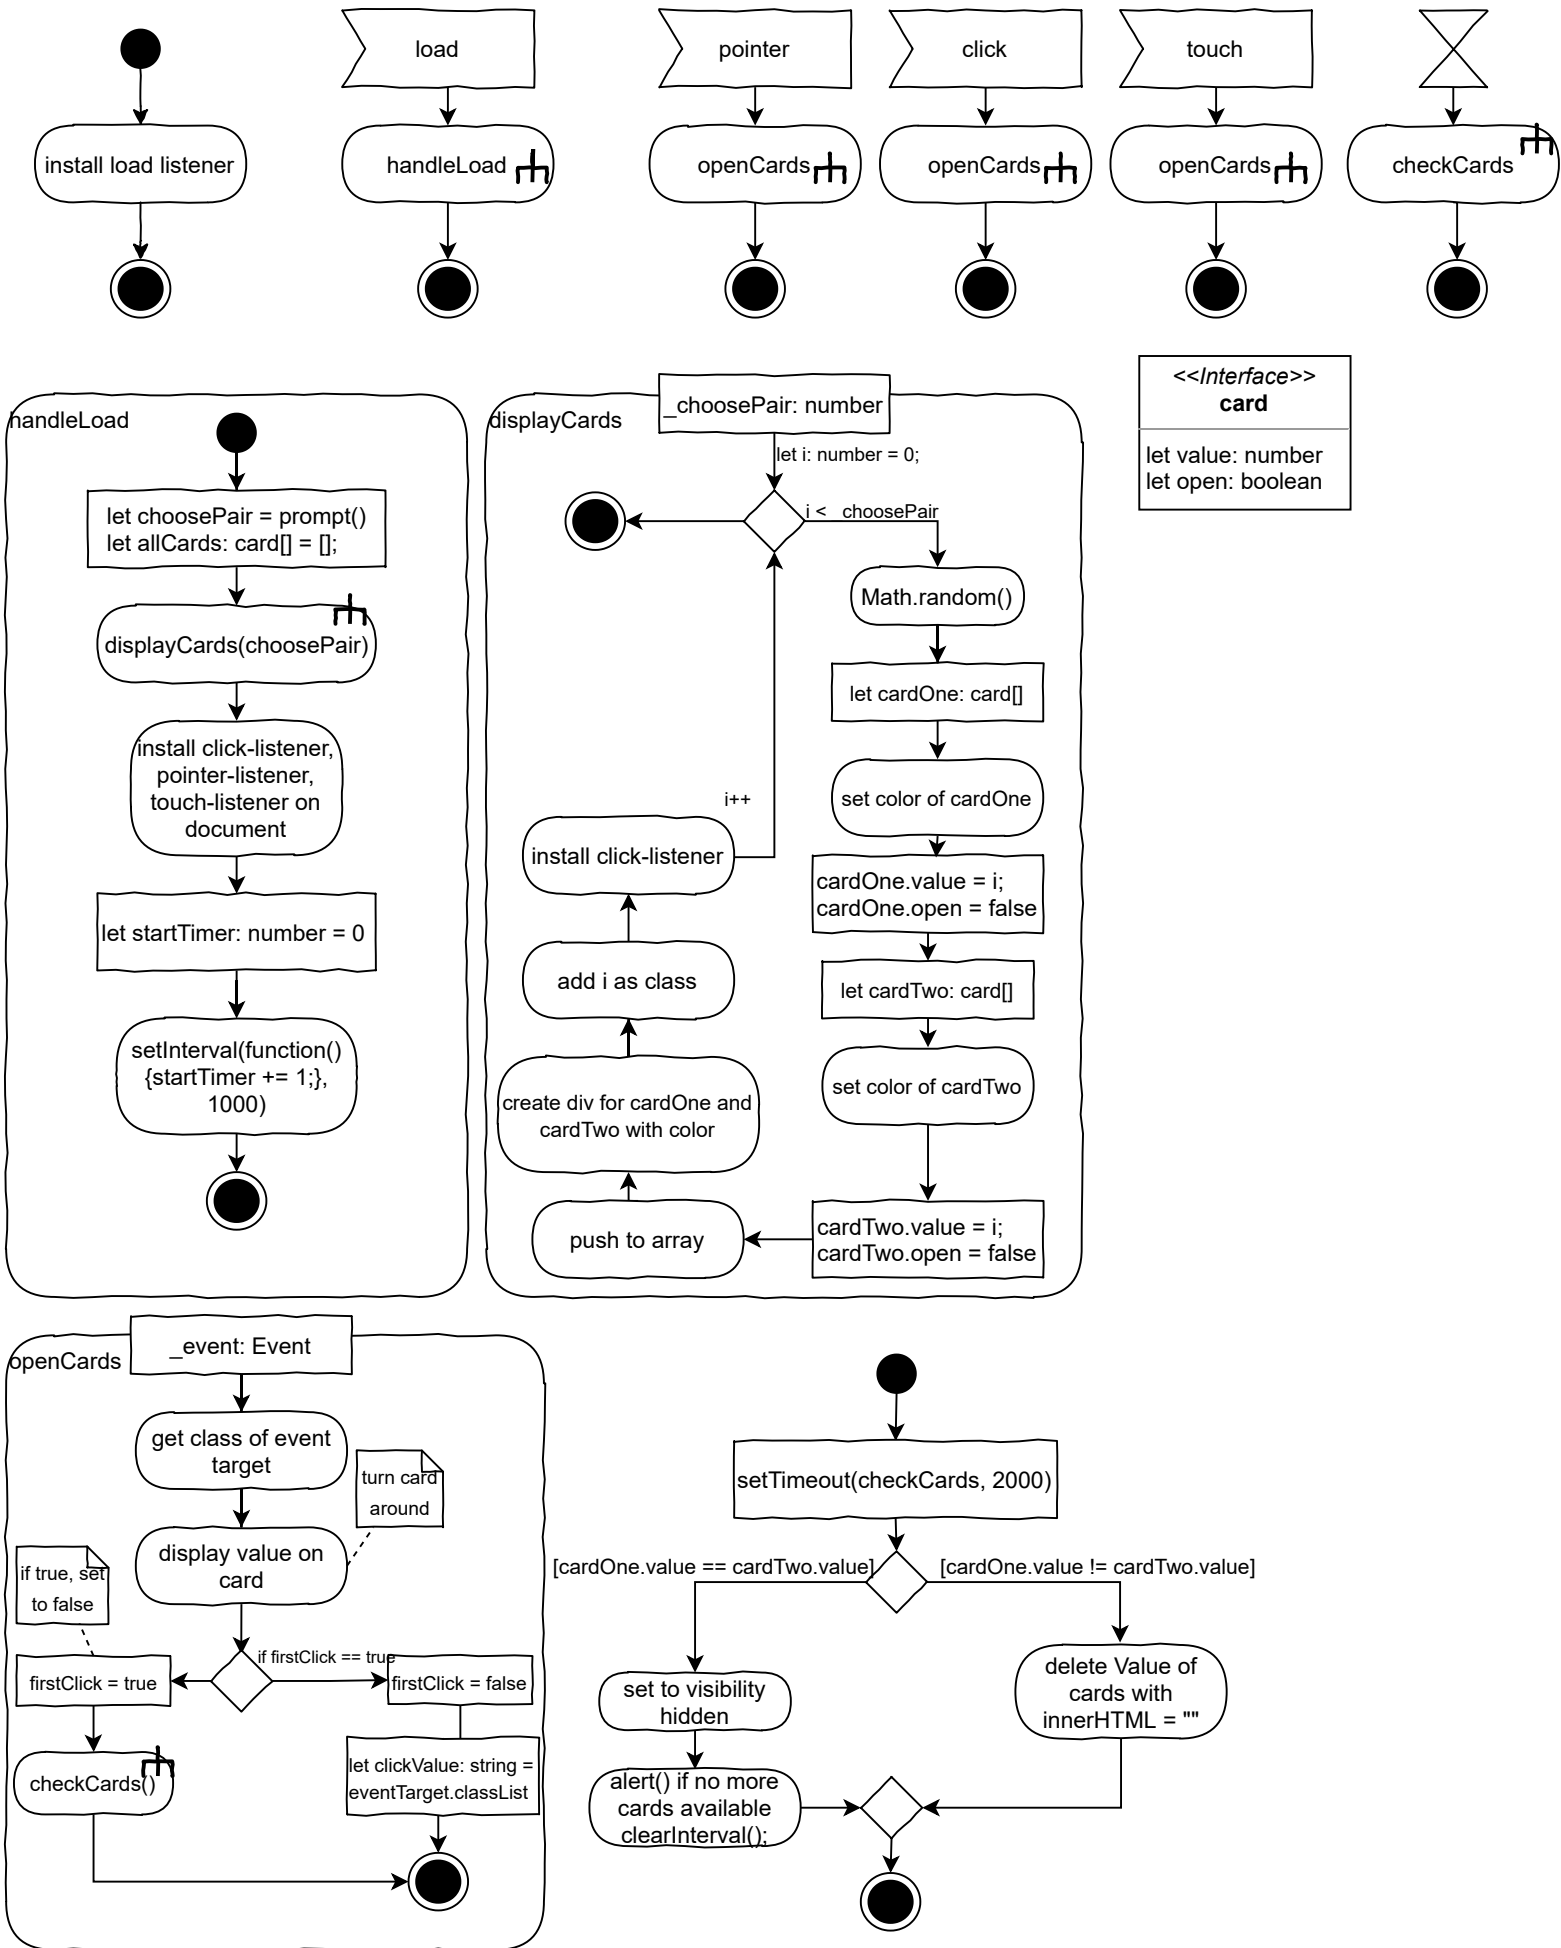 load
pointer
click
touch
install load listener
handleLoad
openCards
openCards
openCards
checkCards
<<Interface>>
card
let value: number
let open: boolean
handleLoad
let choosePair = prompt()
let allCards: card[] = [];
displayCards(choosePair)
install click-listener,
pointer-listener,
touch-listener on
document
let startTimer: number = 0
setInterval(function()
{startTimer += 1;},
1000)
displayCards
_choosePair: number
let i: number = 0;
i < _choosePair
Math.random()
let cardOne: card[]
set color of cardOne
cardOne.value = i;
cardOne.open = false
let cardTwo: card[]
set color of cardTwo
cardTwo.value = i;
cardTwo.open = false
push to array
create div for cardOne and
cardTwo with color
add i as class
install click-listener
i++
openCards
_event: Event
get class of event
target
turn card
around
display value on
card
if true, set
to false
if firstClick == true
firstClick = true
firstClick = false
checkCards()
let clickValue: string =
eventTarget.classList
setTimeout(checkCards, 2000)
[cardOne.value == cardTwo.value]
[cardOne.value != cardTwo.value]
set to visibility
hidden
delete Value of
cards with
innerHTML = ""
alert() if no more
cards available
clearInterval();